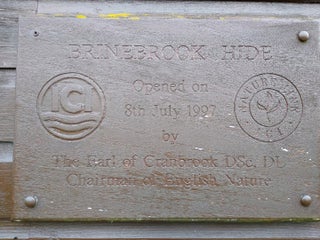 BRINEBROOK HIDE
ICI
Opened on
8th July 1997
by
The Earl of Cranbrook DSc, DL
Chairman of English Nature